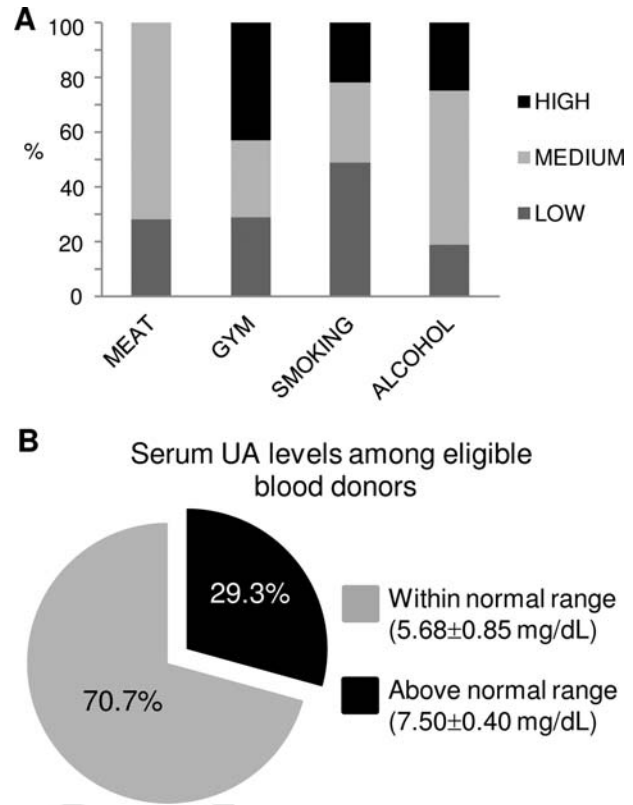 A
100
80
60
%
40
20
0
HIGH
MEDIUM
LOW
MEAT
GYM
SMOKING
ALCOHOL
B
Serum UA levels among eligible
blood donors
29.3%
70.7%
Within normal range
(5.68±0.85 mg/dL)
Above normal range
(7.50±0.40 mg/dL)